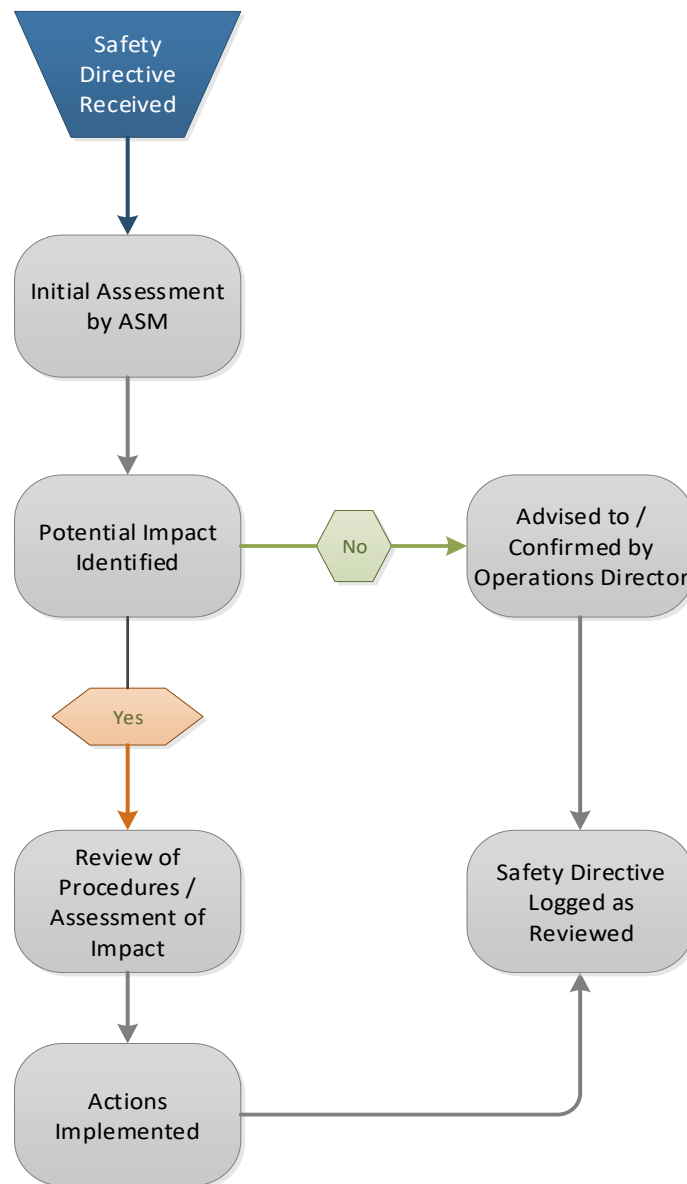 Safety
Directive
Received
Initial Assessment
by ASM
Potential Impact
Identified
No
Advised to /
Confirmed by
Operations Director
Yes
Review of
Procedures /
Assessment of
Impact
Safety Directive
Logged as
Reviewed
Actions
Implemented